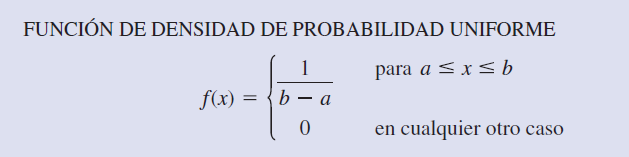 FUNCIÓN DE DENSIDAD DE PROBABILIDAD UNIFORME
f(x) = { 1 / (b − a) para a ≤ x ≤ b
0 en cualquier otro caso